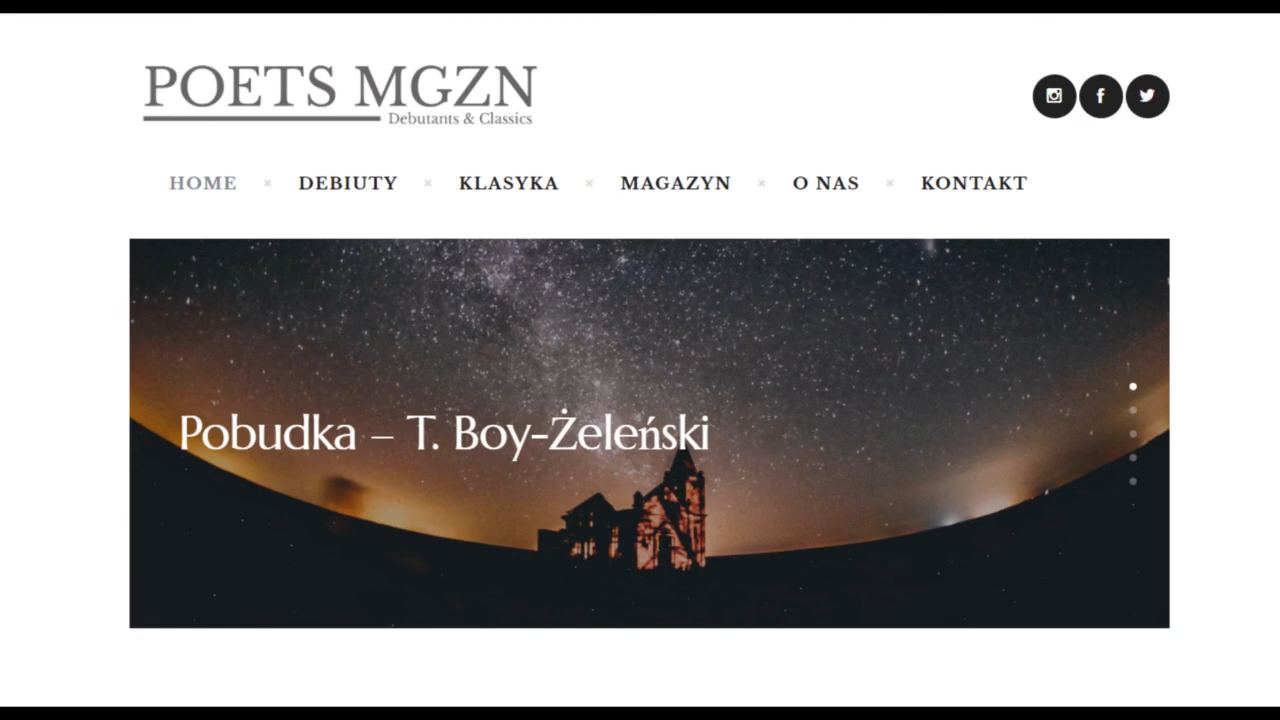 POETS MGZN
Debutants & Classics
HOME × DEBIUTY × KLASYKA × MAGAZYN × O NAS × KONTAKT
Pobudka – T. Boy-Żeleński